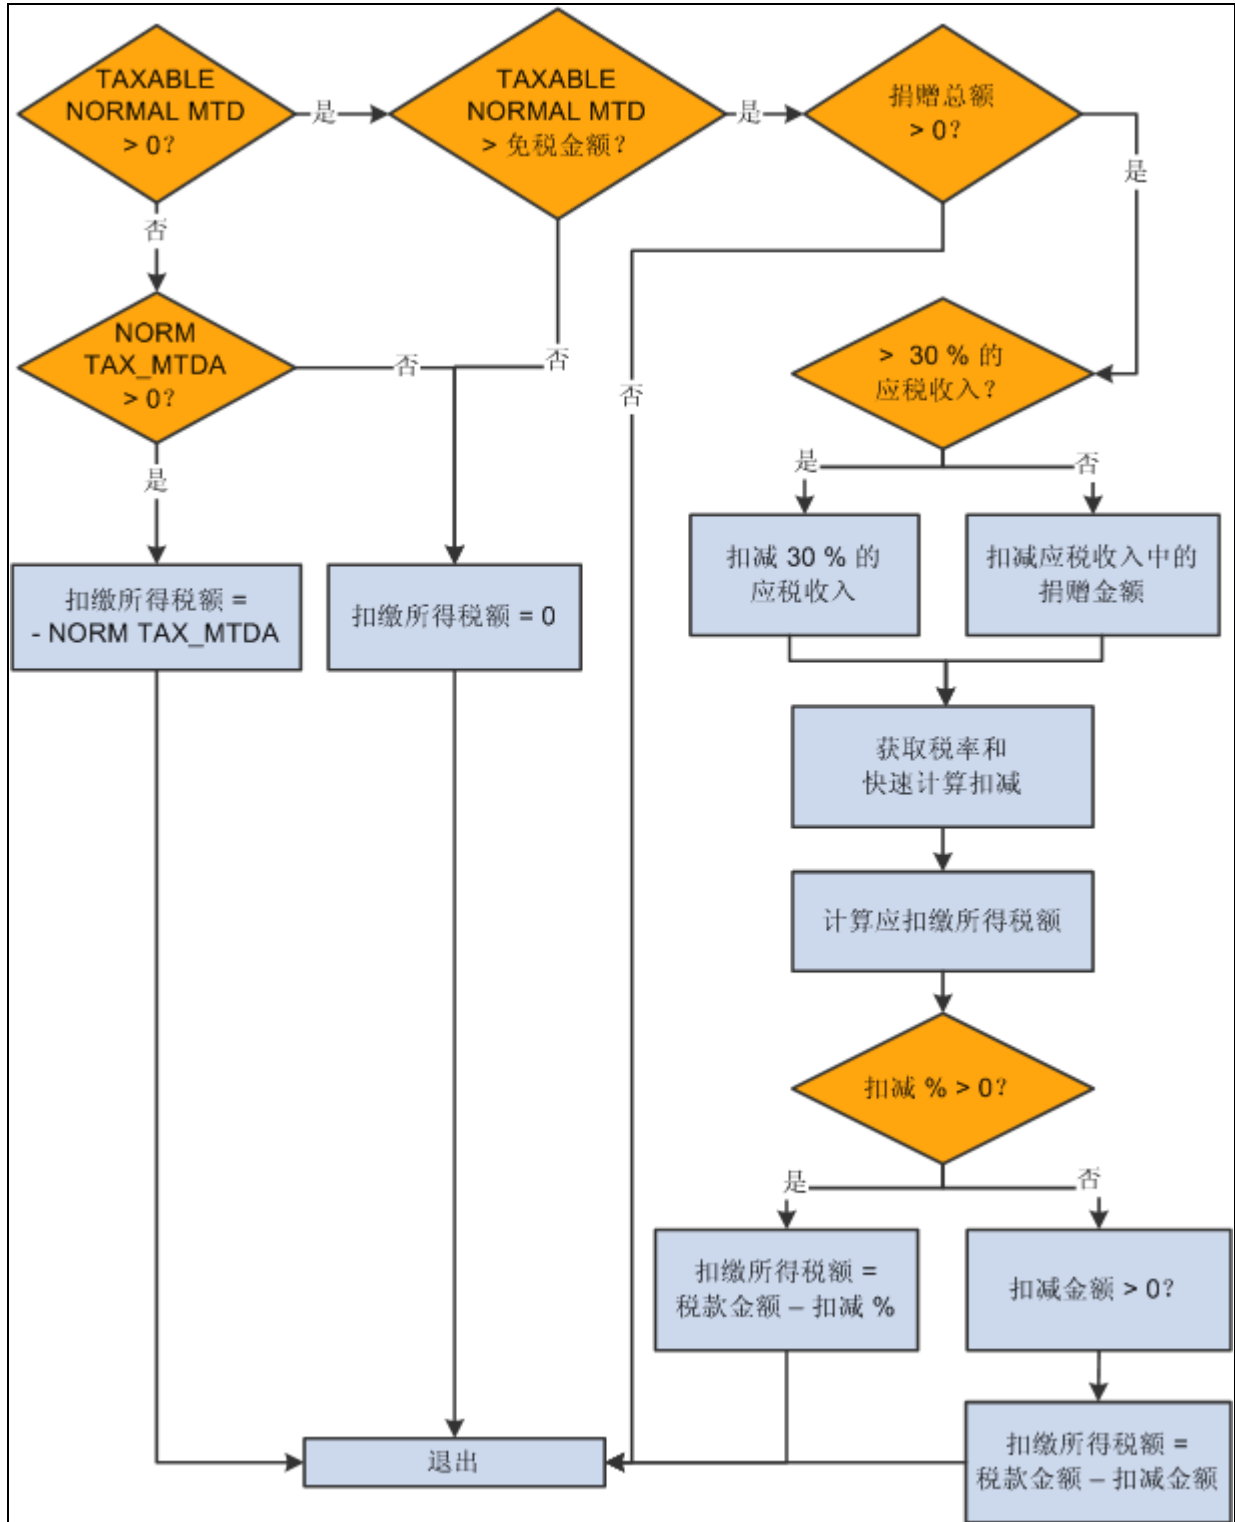 TAXABLE
NORMAL MTD
> 0?
是
TAXABLE
NORMAL MTD
> 免税金额?
是
捐赠总额
> 0?
是
否
NORM
TAX_MTDA
> 0?
否
否
否
> 30 % 的
应税收入?
是
是
否
扣减 30 % 的
应税收入
扣减应税收入中的
捐赠金额
扣缴所得税额 =
- NORM TAX_MTDA
扣缴所得税额 = 0
获取税率和
快速计算扣减
计算应扣缴所得税额
扣减 % > 0?
是
否
扣缴所得税额 =
税款金额 – 扣减 %
扣减金额 > 0?
扣缴所得税额 =
税款金额 – 扣减金额
退出